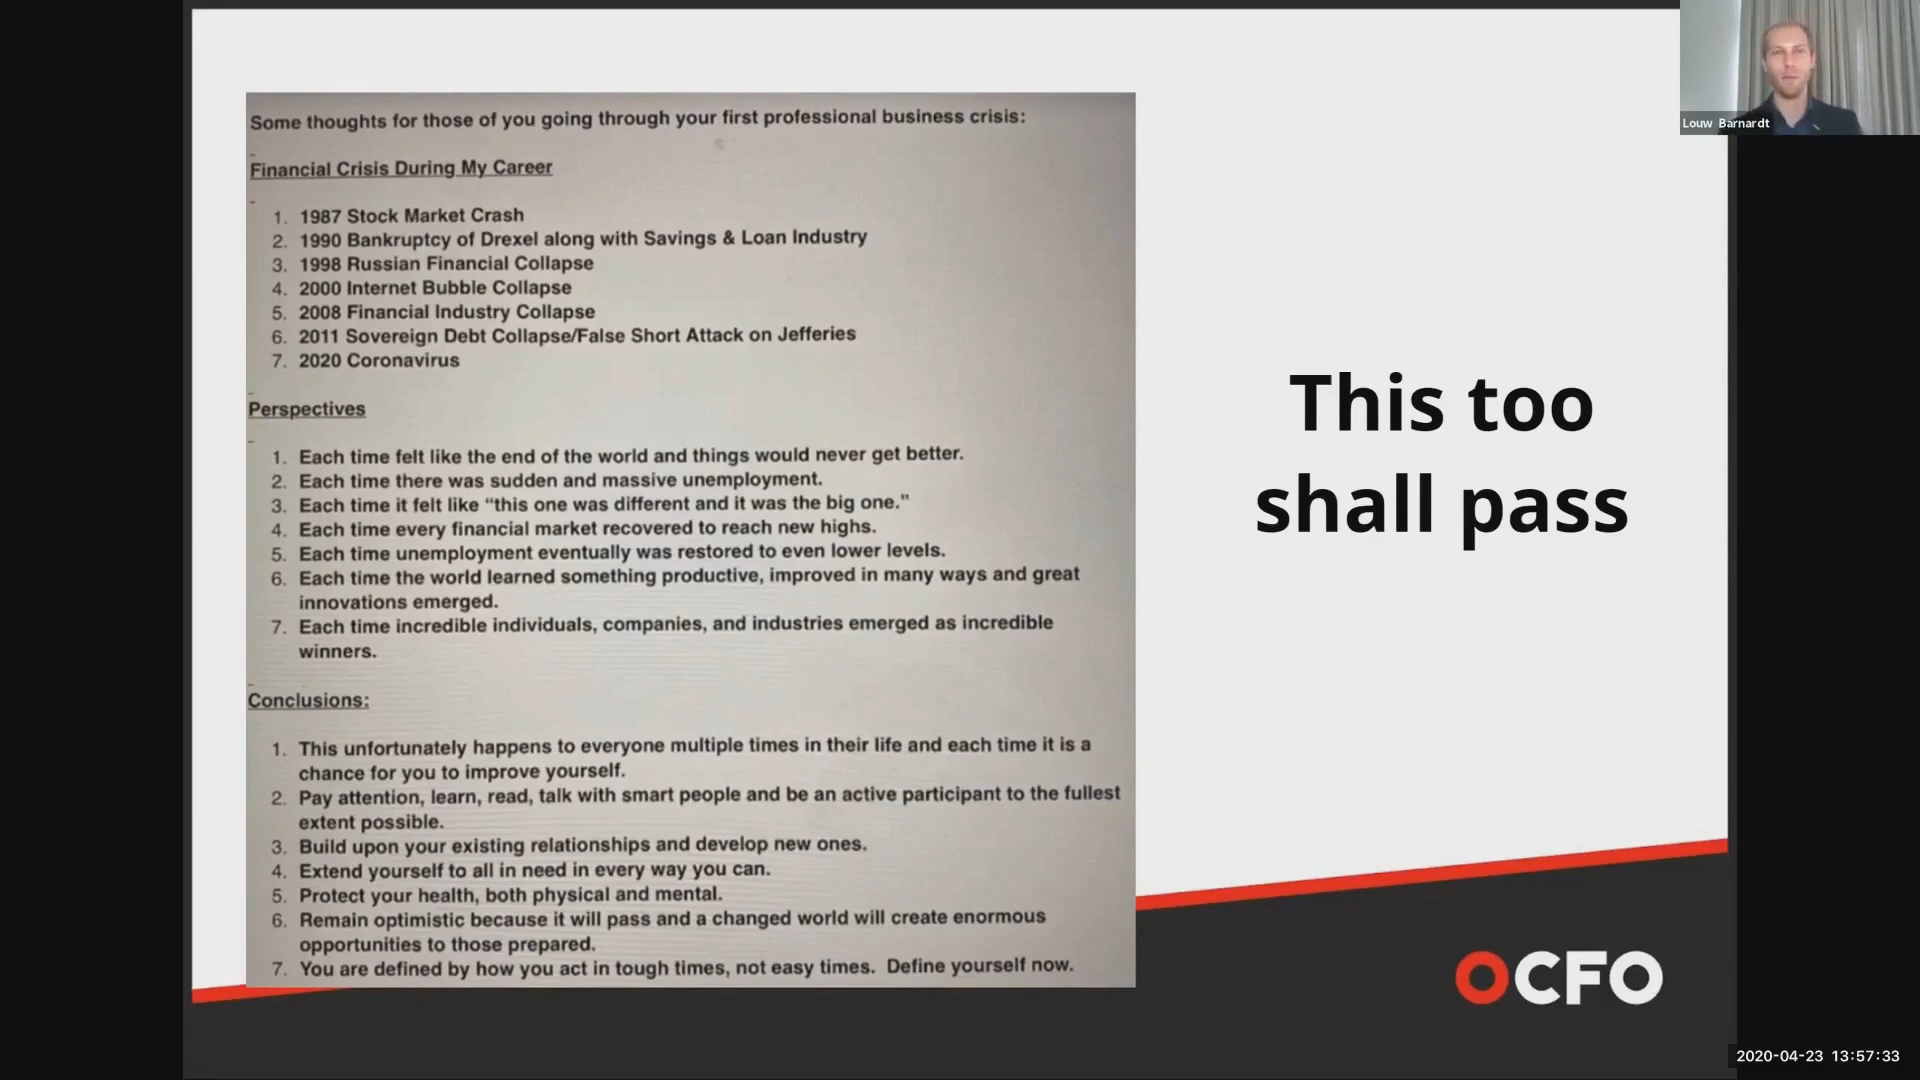 Some thoughts for those of you going through your first professional business crisis:
Financial Crisis During My Career
1. 1987 Stock Market Crash
2. 1990 Bankruptcy of Drexel along with Savings & Loan Industry
3. 1998 Russian Financial Collapse
4. 2000 Internet Bubble Collapse
5. 2008 Financial Industry Collapse
6. 2011 Sovereign Debt Collapse/False Short Attack on Jefferies
7. 2020 Coronavirus
Perspectives
1. Each time felt like the end of the world and things would never get better.
2. Each time there was sudden and massive unemployment.
3. Each time it felt like “this one was different and it was the big one.”
4. Each time every financial market recovered to reach new highs.
5. Each time unemployment eventually was restored to even lower levels.
6. Each time the world learned something productive, improved in many ways and great
innovations emerged.
7. Each time incredible individuals, companies, and industries emerged as incredible
winners.
Conclusions:
1. This unfortunately happens to everyone multiple times in their life and each time it is a
chance for you to improve yourself.
2. Pay attention, learn, read, talk with smart people and be an active participant to the fullest
extent possible.
3. Build upon your existing relationships and develop new ones.
4. Extend yourself to all in need in every way you can.
5. Protect your health, both physical and mental.
6. Remain optimistic because it will pass and a changed world will create enormous
opportunities to those prepared.
7. You are defined by how you act in tough times, not easy times. Define yourself now.
This too
shall pass
OCFO
Louw Barnardt
2020-04-23 13:57:33